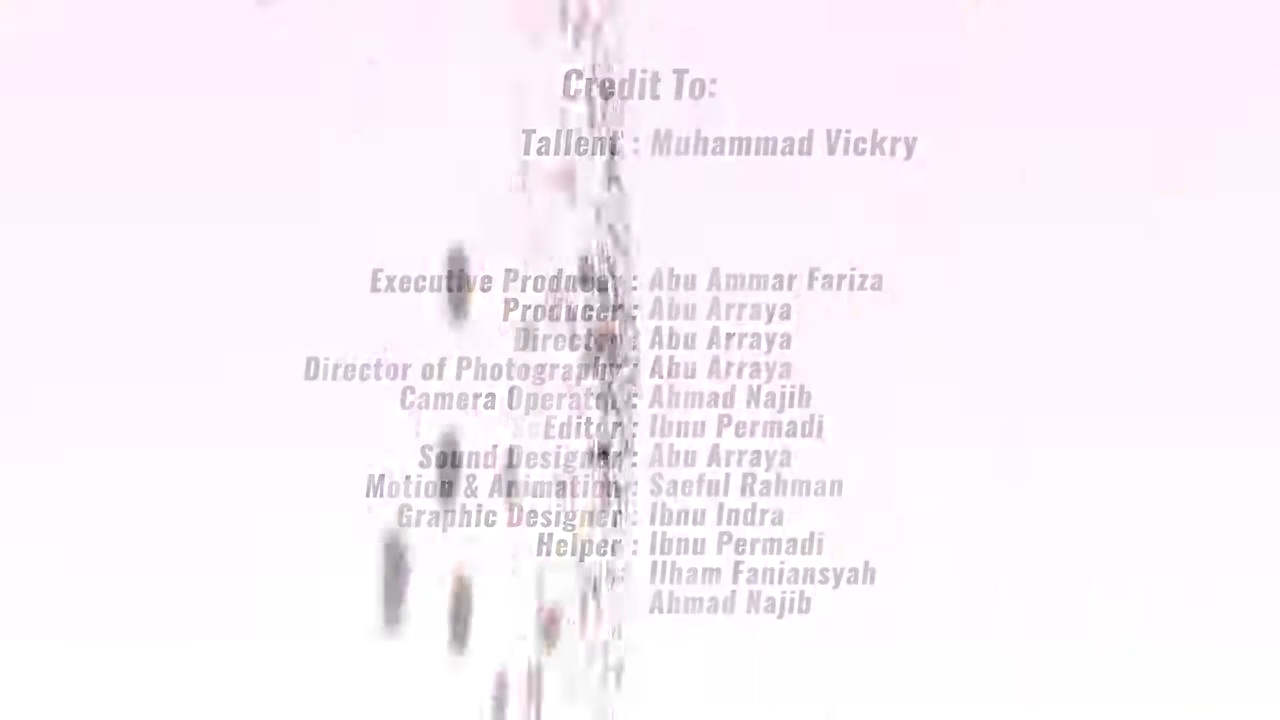 Credit To:
Tallent : Muhammad Vickry
Executive Producer : Abu Ammar Fariza
Producer : Abu Arraya
Director : Abu Arraya
Director of Photography : Abu Arraya
Camera Operator : Ahmad Najib
Editor : Ibnu Permadi
Sound Designer : Abu Arraya
Motion & Animation : Saeful Rahman
Graphic Designer : Ibnu Indra
Helper : Ibnu Permadi
Ilham Faniansyah
Ahmad Najib